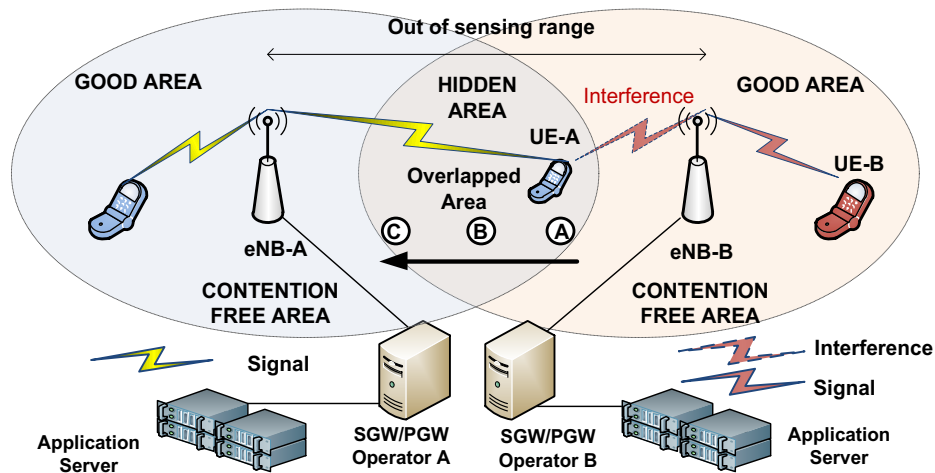 Out of sensing range
GOOD AREA
HIDDEN
AREA
Interference
GOOD AREA
UE-A
UE-B
Overlapped
Area
C
B
A
eNB-A
eNB-B
CONTENTION
FREE AREA
CONTENTION
FREE AREA
Signal
Interference
Signal
Application
Server
SGW/PGW
Operator A
SGW/PGW
Operator B
Application
Server